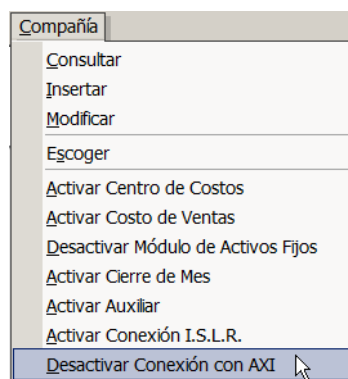 Compañía
Consultar
Insertar
Modificar
Escoger
Activar Centro de Costos
Activar Costo de Ventas
Desactivar Módulo de Activos Fijos
Activar Cierre de Mes
Activar Auxiliar
Activar Conexión I.S.L.R.
Desactivar Conexión con AXI